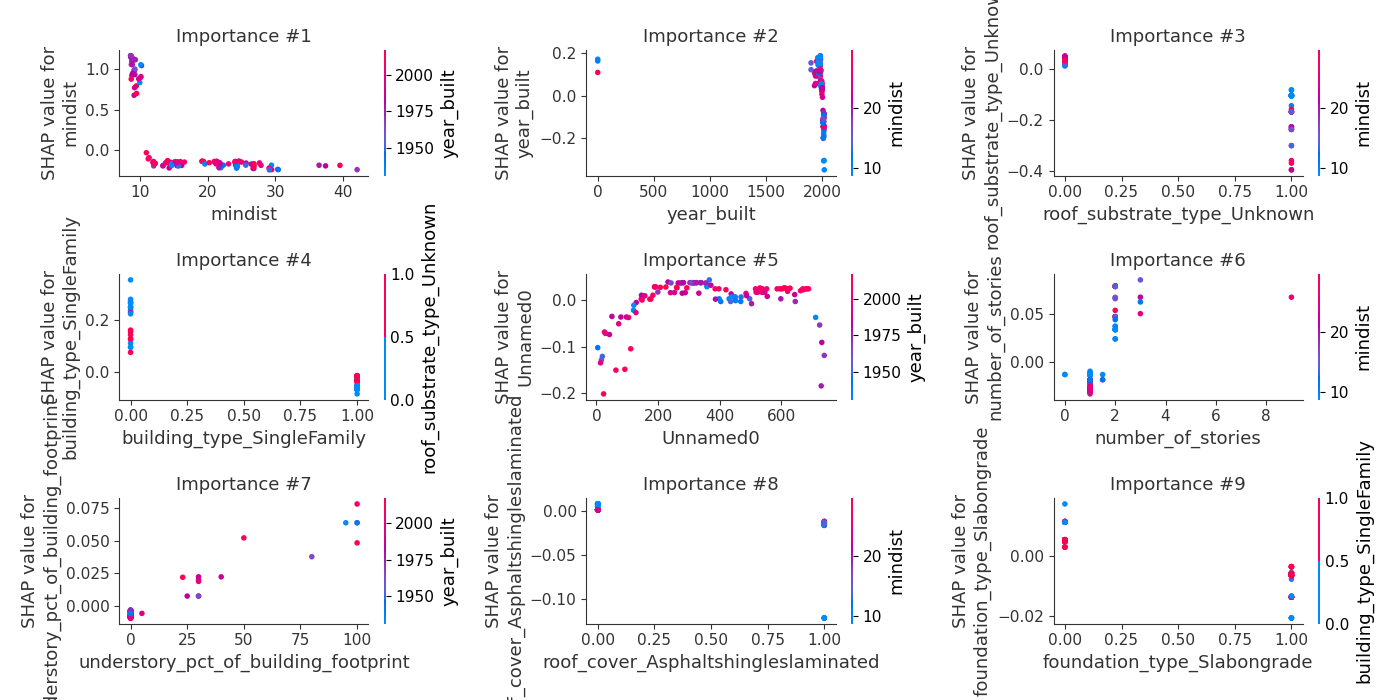 Importance #1
SHAP value for
mindist
1.0
0.5
0.0
10
20
30
40
mindist
2000
1975
1950
year_built
Importance #2
SHAP value for
year_built
0.2
0.0
−0.2
0
500
1000
1500
2000
year_built
20
10
mindist
Importance #3
SHAP value for
roof_substrate_type_Unknow
0.0
−0.2
−0.4
0.00
0.25
0.50
0.75
1.00
roof_substrate_type_Unknown
20
10
mindist
Importance #4
SHAP value for
building_type_SingleFamily
0.2
0.0
0.00
0.25
0.50
0.75
1.00
building_type_SingleFamily
1.0
0.5
0.0
roof_substrate_type_Unknown
Importance #5
SHAP value for
Unnamed0
0.0
−0.1
−0.2
0
200
400
600
Unnamed0
2000
1975
1950
year_built
Importance #6
SHAP value for
number_of_stories
0.05
0.00
0
2
4
6
8
number_of_stories
20
10
mindist
Importance #7
SHAP value for
derstory_pct_of_building_footprint
0.075
0.050
0.025
0.000
0
25
50
75
100
understory_pct_of_building_footprint
2000
1975
1950
year_built
Importance #8
SHAP value for
f_cover_Asphaltshingleslaminated
0.00
−0.05
−0.10
0.00
0.25
0.50
0.75
1.00
roof_cover_Asphaltshingleslaminated
20
10
mindist
Importance #9
SHAP value for
foundation_type_Slabongrade
0.00
−0.02
0.00
0.25
0.50
0.75
1.00
foundation_type_Slabongrade
1.0
0.5
0.0
building_type_SingleFamily